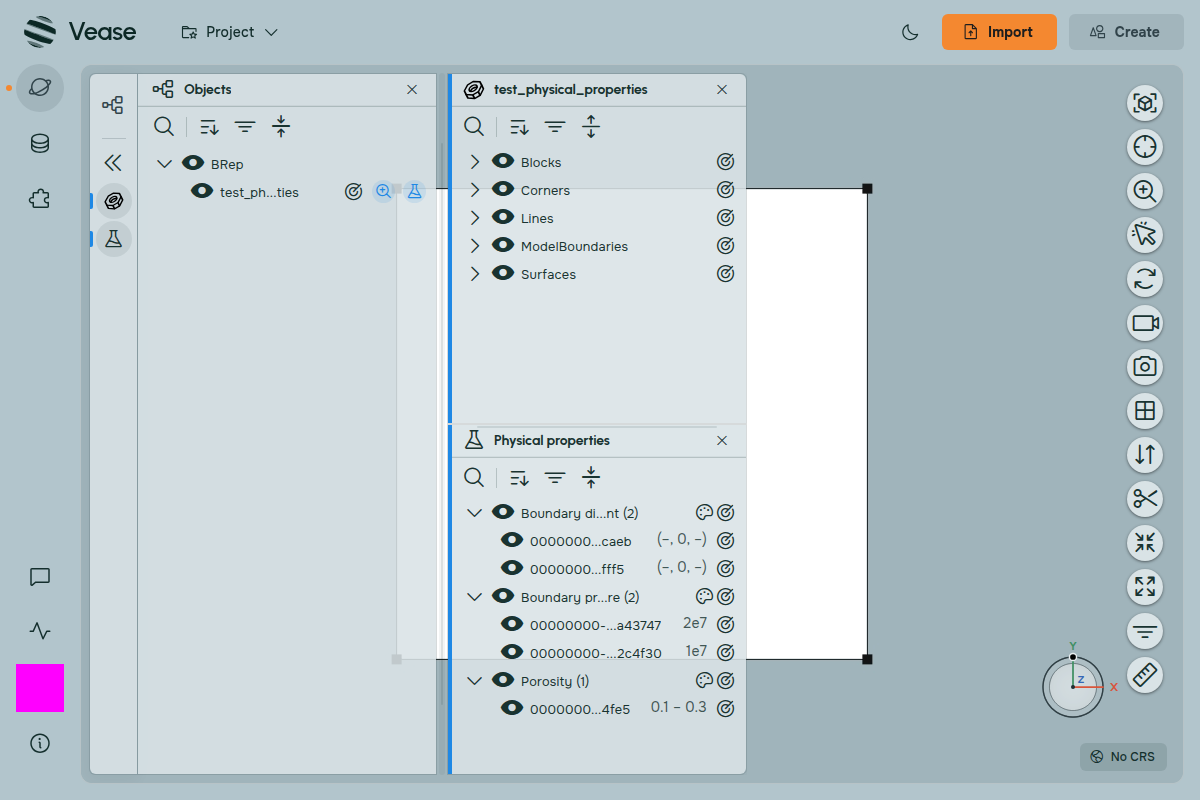 Vease
Project
Import
Create
Objects
BRep
test_ph...ties
test_physical_properties
Blocks
Corners
Lines
ModelBoundaries
Surfaces
Physical properties
Boundary di...nt (2)
0000000...caeb (–, 0, –)
0000000...fff5 (–, 0, –)
Boundary pr...re (2)
00000000-...a43747 2e7
00000000-...2c4f30 1e7
Porosity (1)
0000000...4fe5 0.1 – 0.3
Y
Z
X
No CRS